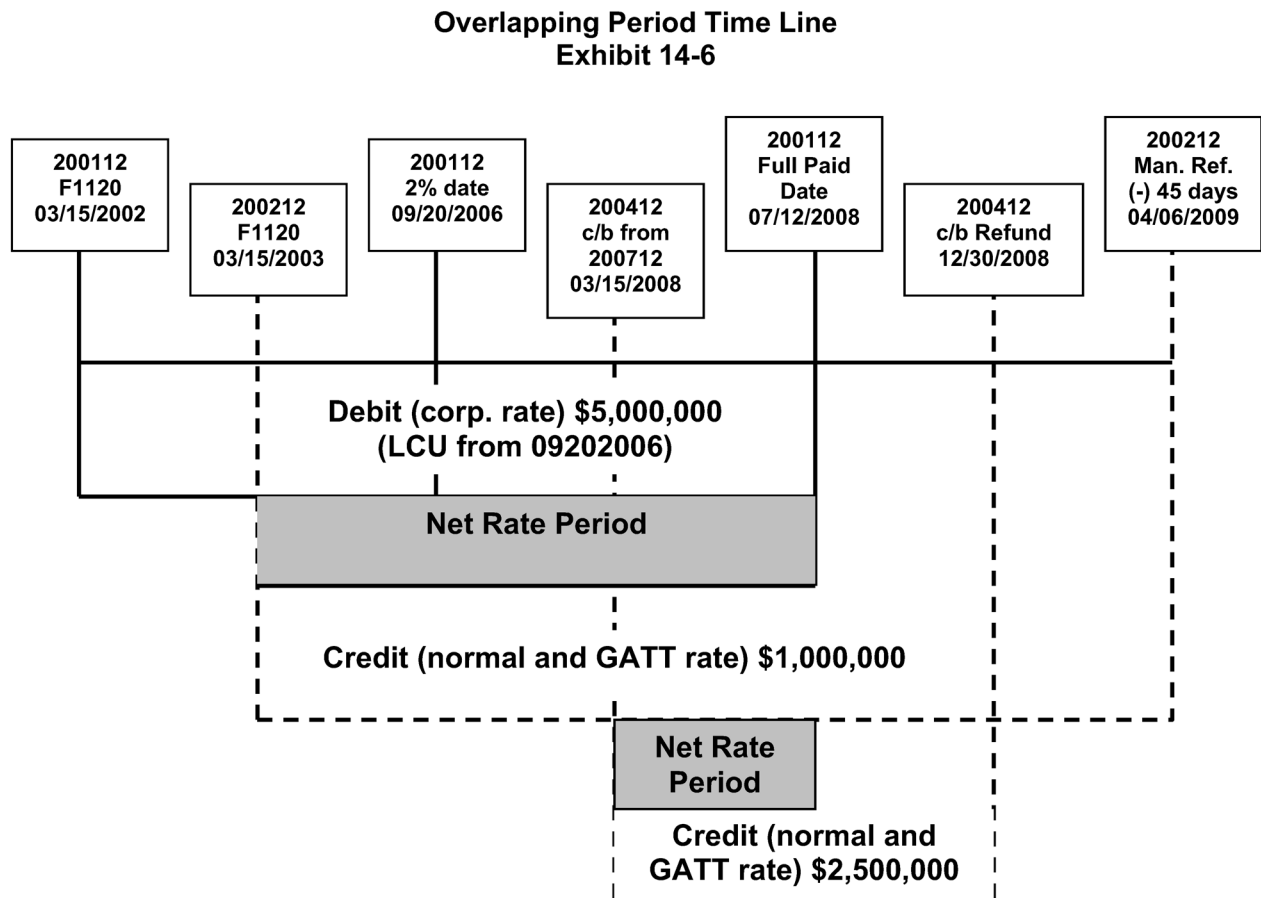 Overlapping Period Time Line
Exhibit 14-6
200112
F1120
03/15/2002
200212
F1120
03/15/2003
200112
2% date
09/20/2006
200412
c/b from
200712
03/15/2008
200112
Full Paid
Date
07/12/2008
200412
c/b Refund
12/30/2008
200212
Man. Ref.
(-) 45 days
04/06/2009
Debit (corp. rate) $5,000,000
(LCU from 09202006)
Net Rate Period
Credit (normal and GATT rate) $1,000,000
Net Rate
Period
Credit (normal and
GATT rate) $2,500,000